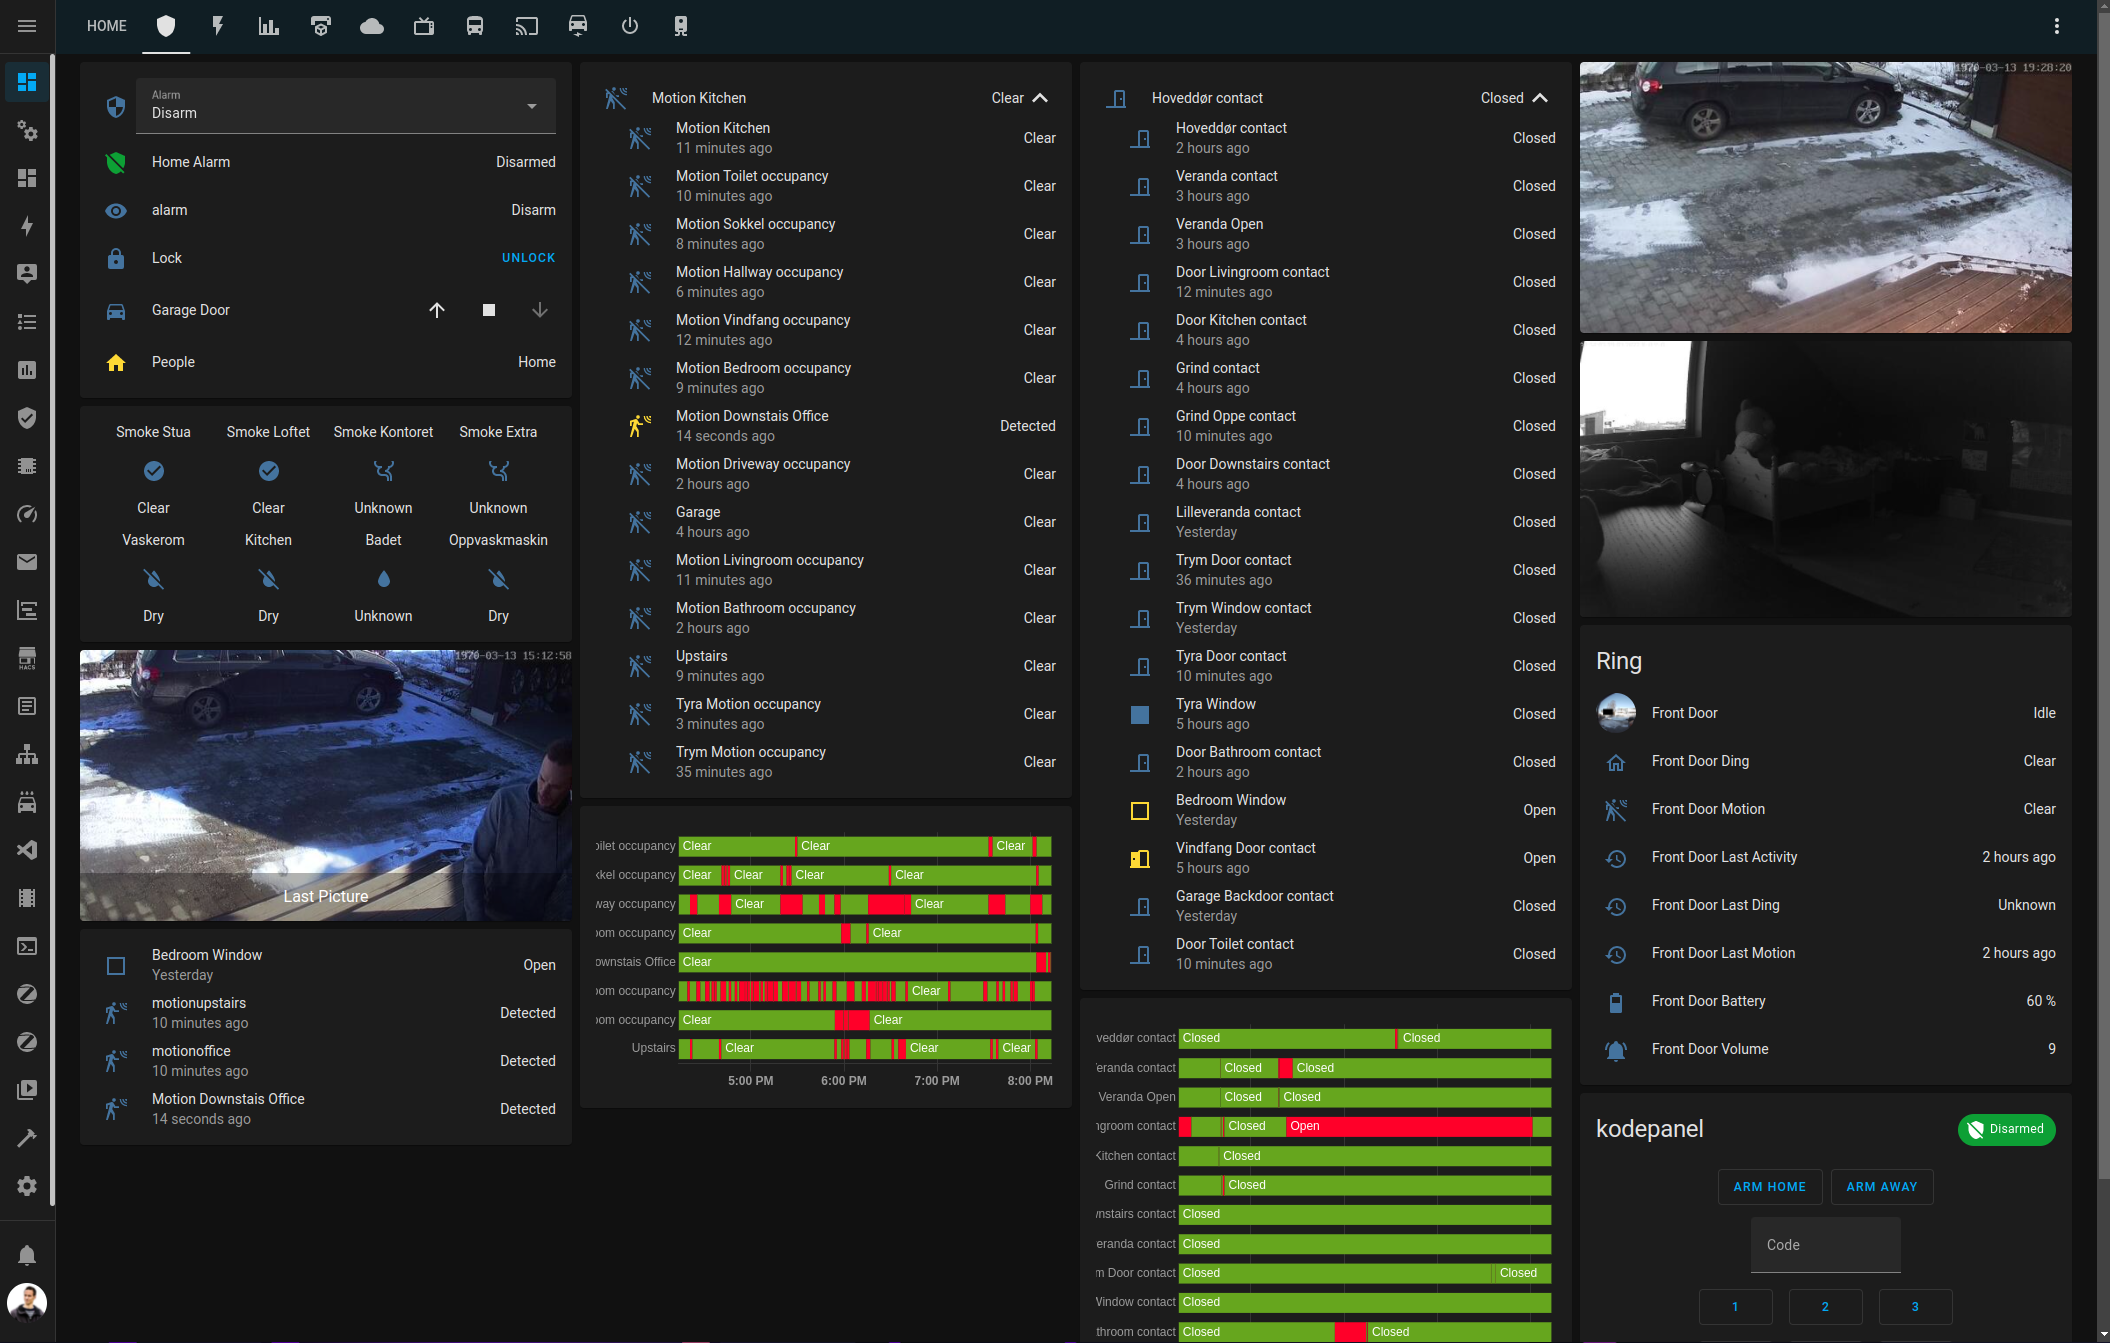 HOME
Alarm
Disarm
Home Alarm
Disarmed
alarm
Disarm
Lock
UNLOCK
Garage Door
People
Home
Smoke Stua
Smoke Loftet
Smoke Kontoret
Smoke Extra
Clear
Clear
Unknown
Unknown
Vaskerom
Kitchen
Badet
Oppvaskmaskin
Dry
Dry
Unknown
Dry
1970-03-13 15:12:58
Last Picture
Bedroom Window
Yesterday
Open
motionupstairs
10 minutes ago
Detected
motionoffice
10 minutes ago
Detected
Motion Downstais Office
14 seconds ago
Detected
HACS
Motion Kitchen
Clear
Motion Kitchen
11 minutes ago
Clear
Motion Toilet occupancy
10 minutes ago
Clear
Motion Sokkel occupancy
8 minutes ago
Clear
Motion Hallway occupancy
6 minutes ago
Clear
Motion Vindfang occupancy
12 minutes ago
Clear
Motion Bedroom occupancy
9 minutes ago
Clear
Motion Downstais Office
14 seconds ago
Detected
Motion Driveway occupancy
2 hours ago
Clear
Garage
4 hours ago
Clear
Motion Livingroom occupancy
11 minutes ago
Clear
Motion Bathroom occupancy
2 hours ago
Clear
Upstairs
9 minutes ago
Clear
Tyra Motion occupancy
3 minutes ago
Clear
Trym Motion occupancy
35 minutes ago
Clear
oilet occupancy Clear Clear Clear
kkel occupancy Clear Clear Clear Clear
way occupancy Clear Clear
oom occupancy Clear Clear
ownstais Office Clear
oom occupancy Clear
oom occupancy Clear Clear
Upstairs Clear Clear Clear
5:00 PM 6:00 PM 7:00 PM 8:00 PM
Hoveddør contact
Closed
Hoveddør contact
2 hours ago
Closed
Veranda contact
3 hours ago
Closed
Veranda Open
3 hours ago
Closed
Door Livingroom contact
12 minutes ago
Closed
Door Kitchen contact
4 hours ago
Closed
Grind contact
4 hours ago
Closed
Grind Oppe contact
10 minutes ago
Closed
Door Downstairs contact
4 hours ago
Closed
Lilleveranda contact
Yesterday
Closed
Trym Door contact
36 minutes ago
Closed
Trym Window contact
Yesterday
Closed
Tyra Door contact
10 minutes ago
Closed
Tyra Window
5 hours ago
Closed
Door Bathroom contact
2 hours ago
Closed
Bedroom Window
Yesterday
Open
Vindfang Door contact
5 hours ago
Open
Garage Backdoor contact
Yesterday
Closed
Door Toilet contact
10 minutes ago
Closed
veddør contact Closed Closed
eranda contact Closed Closed
Veranda Open Closed Closed
ngroom contact Closed Open
Kitchen contact Closed
Grind contact Closed
wnstairs contact Closed
eranda contact Closed
m Door contact Closed Closed
Window contact Closed
throom contact Closed Closed
1970-03-13 19:28:20
Ring
Front Door
Idle
Front Door Ding
Clear
Front Door Motion
Clear
Front Door Last Activity
2 hours ago
Front Door Last Ding
Unknown
Front Door Last Motion
2 hours ago
Front Door Battery
60 %
Front Door Volume
9
kodepanel
Disarmed
ARM HOME
ARM AWAY
Code
1 2 3